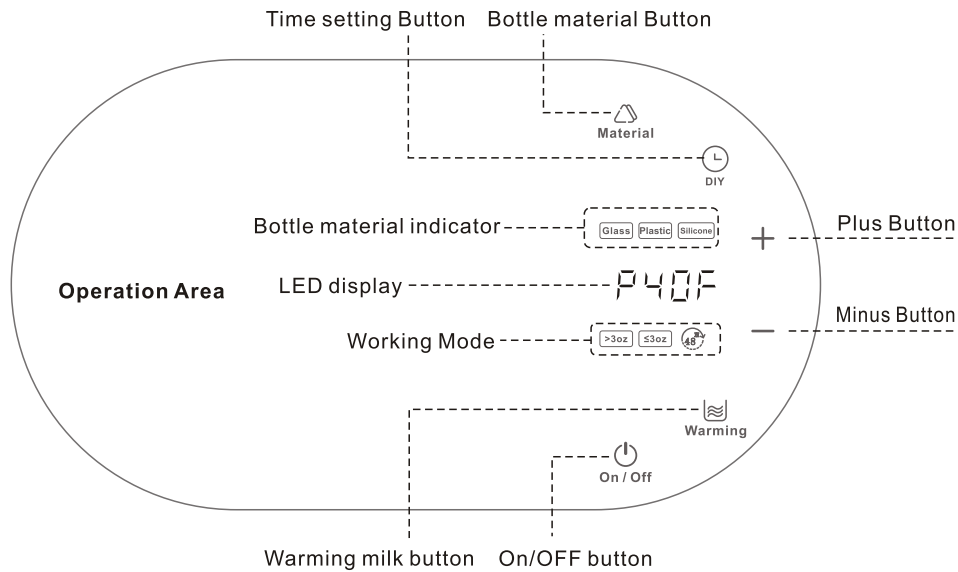 Time setting Button
Bottle material Button
Material
DIY
Bottle material indicator
Glass
Plastic
Silicone
Plus Button
Operation Area
LED display
P40F
Minus Button
Working Mode
>3oz
≤3oz
48
Warming
On / Off
Warming milk button
On/OFF button